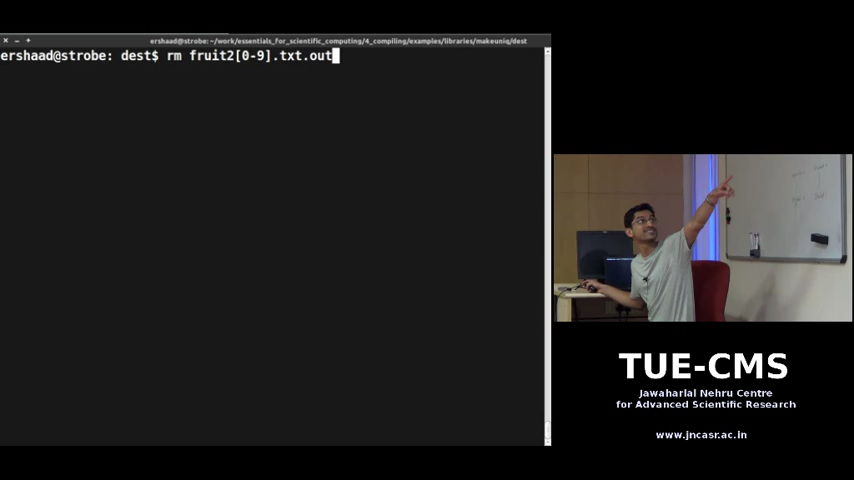 ershaad@strobe: ~/work/essentials_for_scientific_computing/4_compiling/examples/libraries/makeuniq/dest
ershaad@strobe: dest$ rm fruit2[0-9].txt.out
TUE-CMS
Jawaharlal Nehru Centre
for Advanced Scientific Research
www.jncasr.ac.in